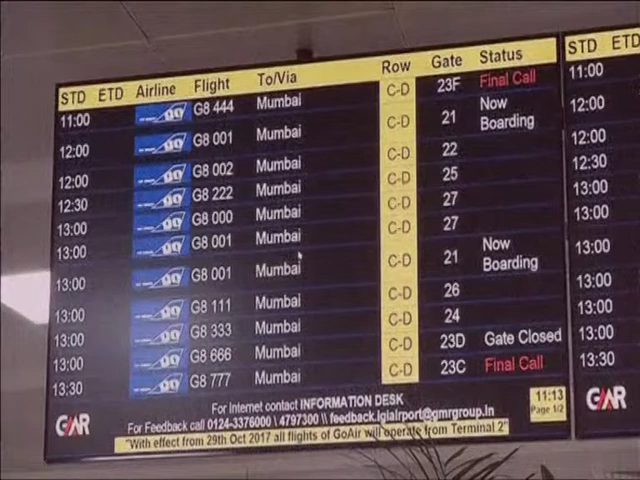 STD ETD Airline Flight To/Via Row Gate Status
11:00 G8 444 Mumbai C-D 23F Final Call
12:00 G8 001 Mumbai C-D 21 Now Boarding
12:00 G8 002 Mumbai C-D 22
12:30 G8 222 Mumbai C-D 25
13:00 G8 000 Mumbai C-D 27
13:00 G8 001 Mumbai C-D 27
13:00 G8 001 Mumbai C-D 21 Now Boarding
13:00 G8 111 Mumbai C-D 26
13:00 G8 333 Mumbai C-D 24
13:00 G8 666 Mumbai C-D 23D Gate Closed
13:30 G8 777 Mumbai C-D 23C Final Call
GMR
For Internet contact INFORMATION DESK
For Feedback call 0124-3376000 \ 4797300 \\ feedback.igiairport@gmrgroup.in
"With effect from 29th Oct 2017 all flights of GoAir will operate from Terminal 2"
11:13
Page 1/2
STD ETD
11:00
12:00
12:00
12:30
13:00
13:00
13:00
13:00
13:00
13:00
13:30
GMR